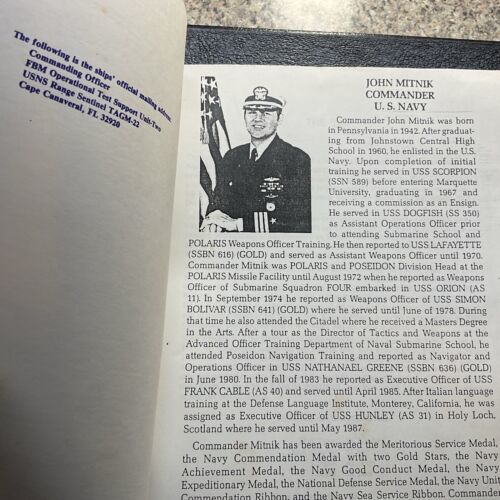 The following is the ships' official mailing address.
Commanding Officer
FBM Operational Test Support Unit-Two
USNS Range Sentinel TAGM-22
Cape Canaveral, FL 32920
JOHN MITNIK
COMMANDER
U. S. NAVY
Commander John Mitnik was born
in Pennsylvania in 1942. After graduat-
ing from Johnstown Central High
School in 1960, he enlisted in the U.S.
Navy. Upon completion of initial
training he served in USS SCORPION
(SSN 589) before entering Marquette
University, graduating in 1967 and
receiving a commission as an Ensign.
He served in USS DOGFISH (SS 350)
as Assistant Operations Officer prior
to attending Submarine School and
POLARIS Weapons Officer Training. He then reported to USS LAFAYETTE
(SSBN 616) (GOLD) and served as Assistant Weapons Officer until 1970.
Commander Mitnik was POLARIS and POSEIDON Division Head at the
POLARIS Missile Facility until August 1972 when he reported as Weapons
Officer of Submarine Squadron FOUR embarked in USS ORION (AS
11). In September 1974 he reported as Weapons Officer of USS SIMON
BOLIVAR (SSBN 641) (GOLD) where he served until June of 1978. During
that time he also attended the Citadel where he received a Masters Degree
in the Arts. After a tour as the Director of Tactics and Weapons at the
Advanced Officer Training Department of Naval Submarine School, he
attended Poseidon Navigation Training and reported as Navigator and
Operations Officer in USS NATHANAEL GREENE (SSBN 636) (GOLD)
in June 1980. In the fall of 1983 he reported as Executive Officer of USS
FRANK CABLE (AS 40) and served until April 1985. After Italian language
training at the Defense Language Institute, Monterey, California, he was
assigned as Executive Officer of USS HUNLEY (AS 31) in Holy Loch,
Scotland where he served until May 1987.
Commander Mitnik has been awarded the Meritorious Service Medal,
the Navy Commendation Medal with two Gold Stars, the Navy
Achievement Medal, the Navy Good Conduct Medal, the Navy
Expeditionary Medal, the National Defense Service Medal, the Navy Unit
Commendation Ribbon, and the Navy Sea Service Ribbon. Commander